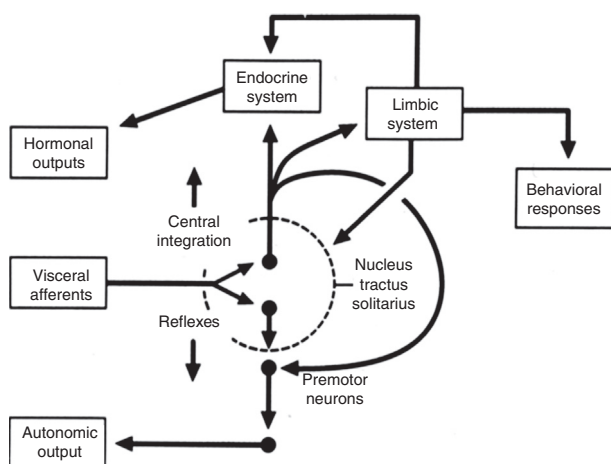 Endocrine
system
Limbic
system
Hormonal
outputs
Behavioral
responses
Central
integration
Visceral
afferents
Nucleus
tractus
solitarius
Reflexes
Premotor
neurons
Autonomic
output